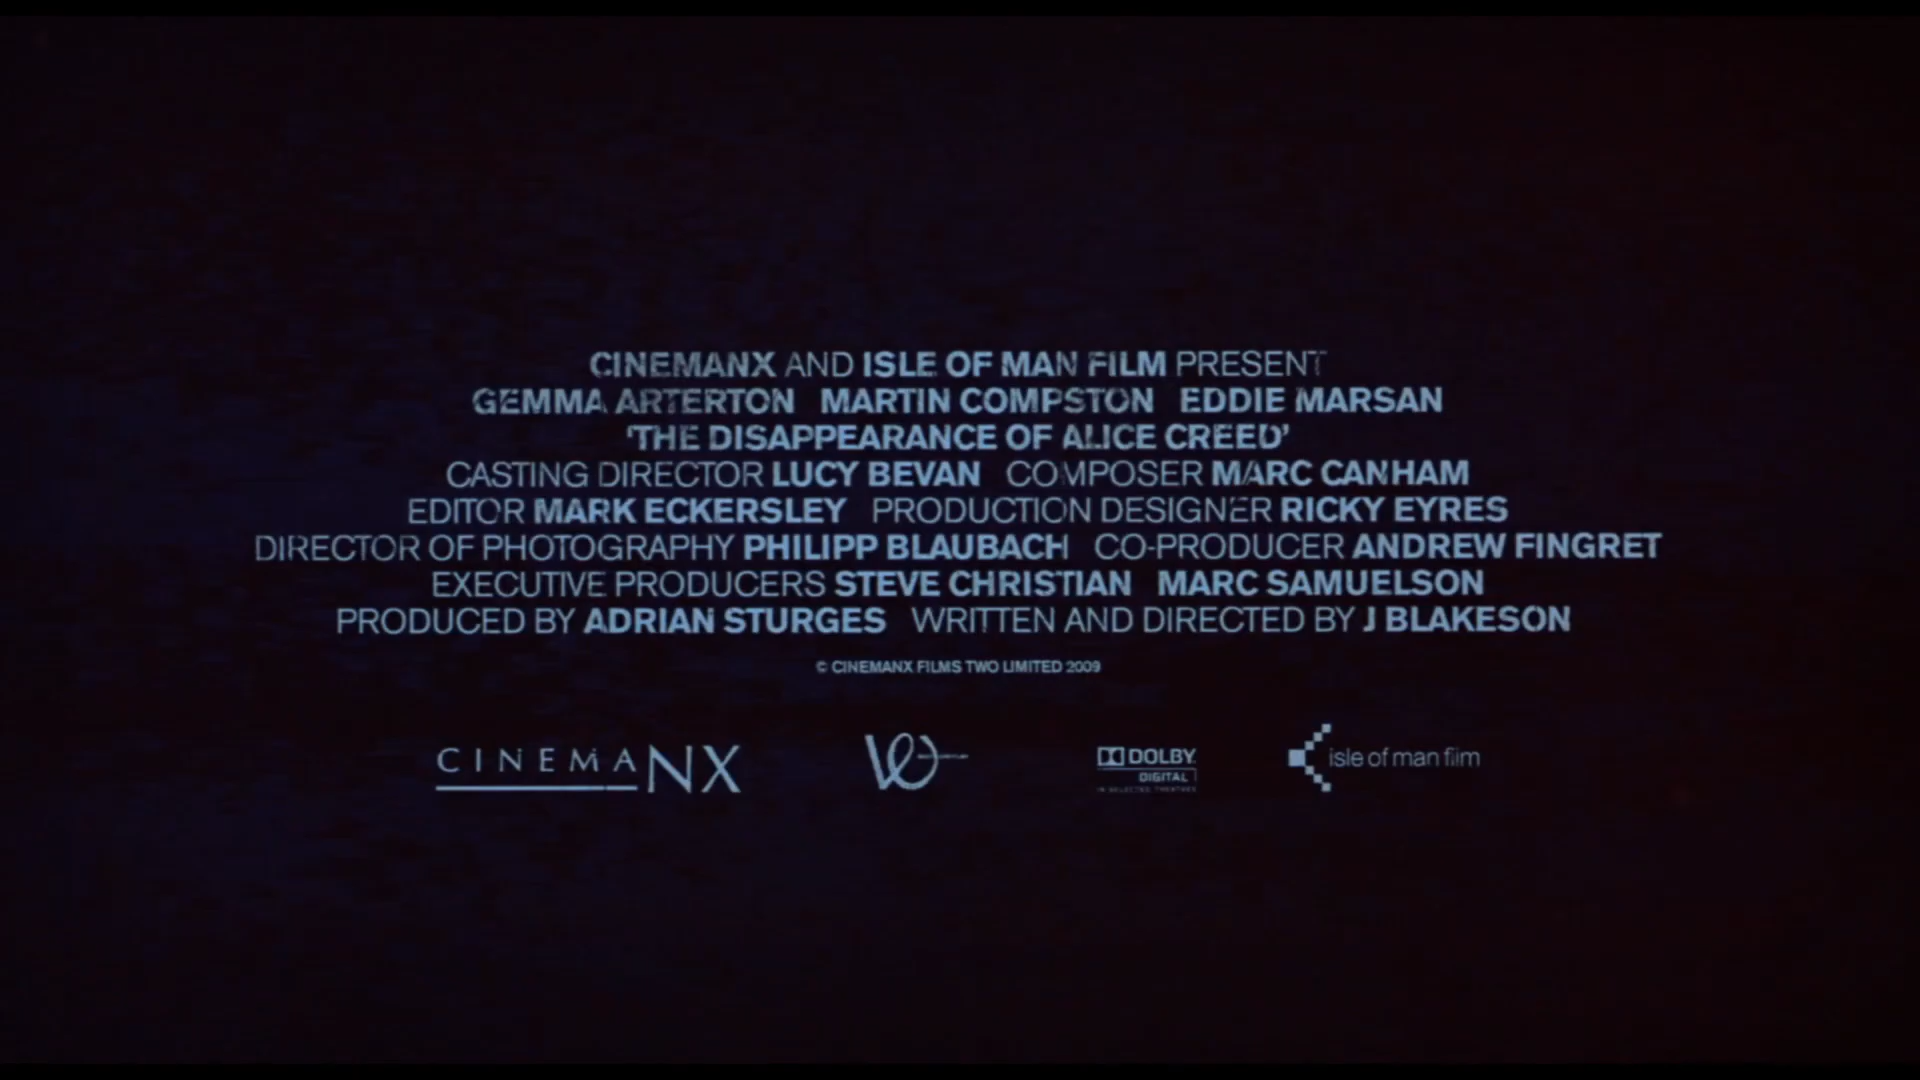 CINEMANX AND ISLE OF MAN FILM PRESENT
GEMMA ARTERTON MARTIN COMPSTON EDDIE MARSAN
'THE DISAPPEARANCE OF ALICE CREED'
CASTING DIRECTOR LUCY BEVAN COMPOSER MARC CANHAM
EDITOR MARK ECKERSLEY PRODUCTION DESIGNER RICKY EYRES
DIRECTOR OF PHOTOGRAPHY PHILIPP BLAUBACH CO-PRODUCER ANDREW FINGRET
EXECUTIVE PRODUCERS STEVE CHRISTIAN MARC SAMUELSON
PRODUCED BY ADRIAN STURGES WRITTEN AND DIRECTED BY J BLAKESON
© CINEMANX FILMS TWO LIMITED 2009
CINEMANX
DOLBY
DIGITAL
IN SELECTED THEATRES
isle of man film